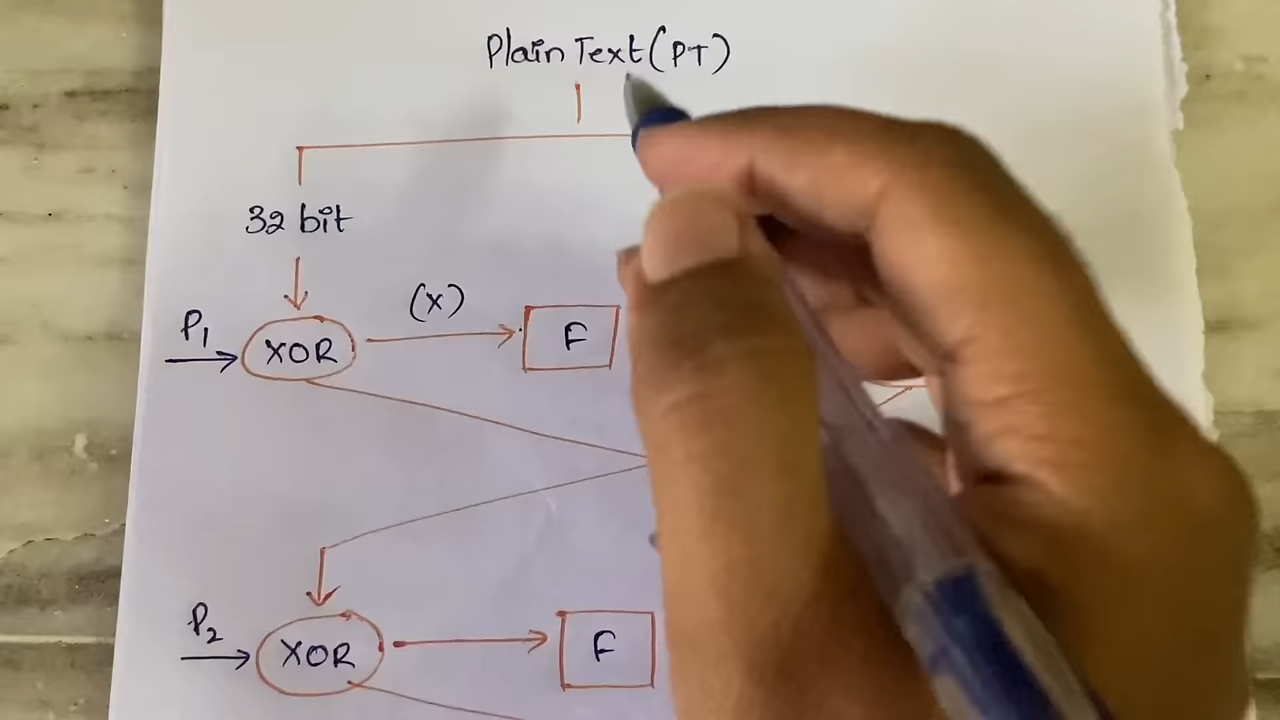 Plain Text (PT)
32 bit
(X)
P1
XOR
F
P2
XOR
F